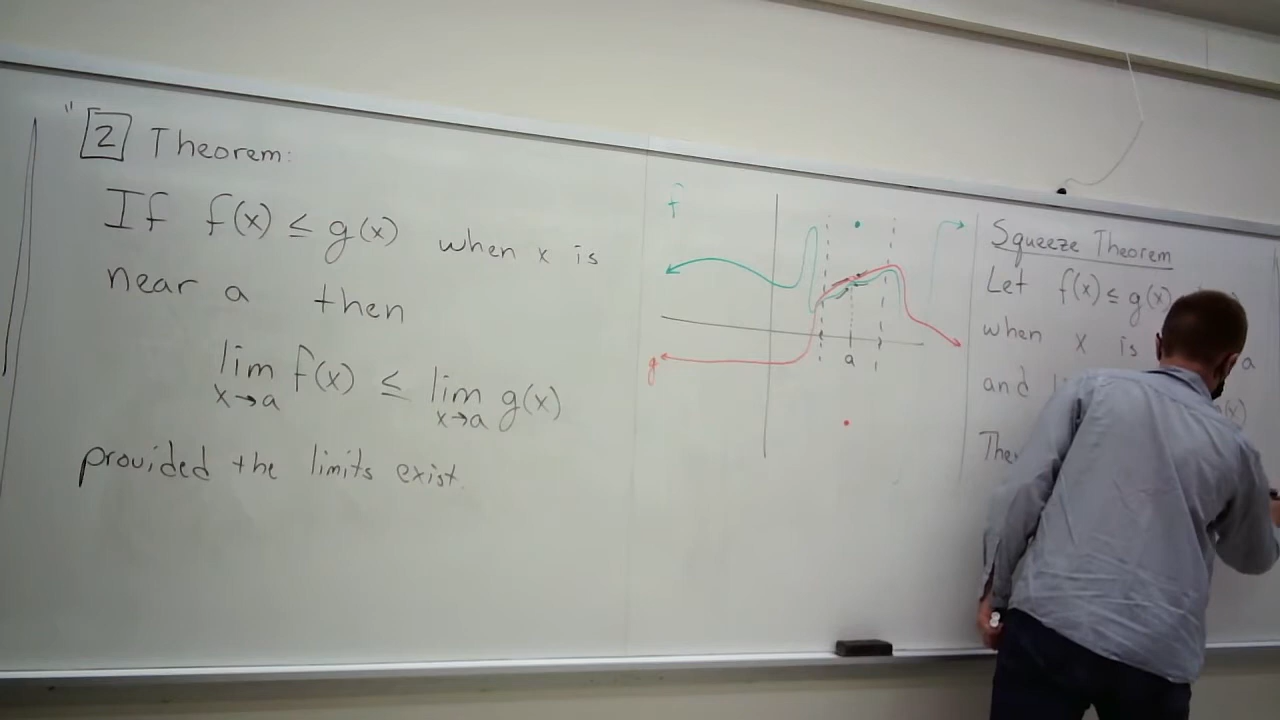 " 2 Theorem:
If f(x) ≤ g(x) when x is
near a then
lim f(x) ≤ lim g(x)
x→a x→a
provided the limits exist.
f
g
a
Squeeze Theorem
Let f(x) ≤ g(x)
when x is a
and